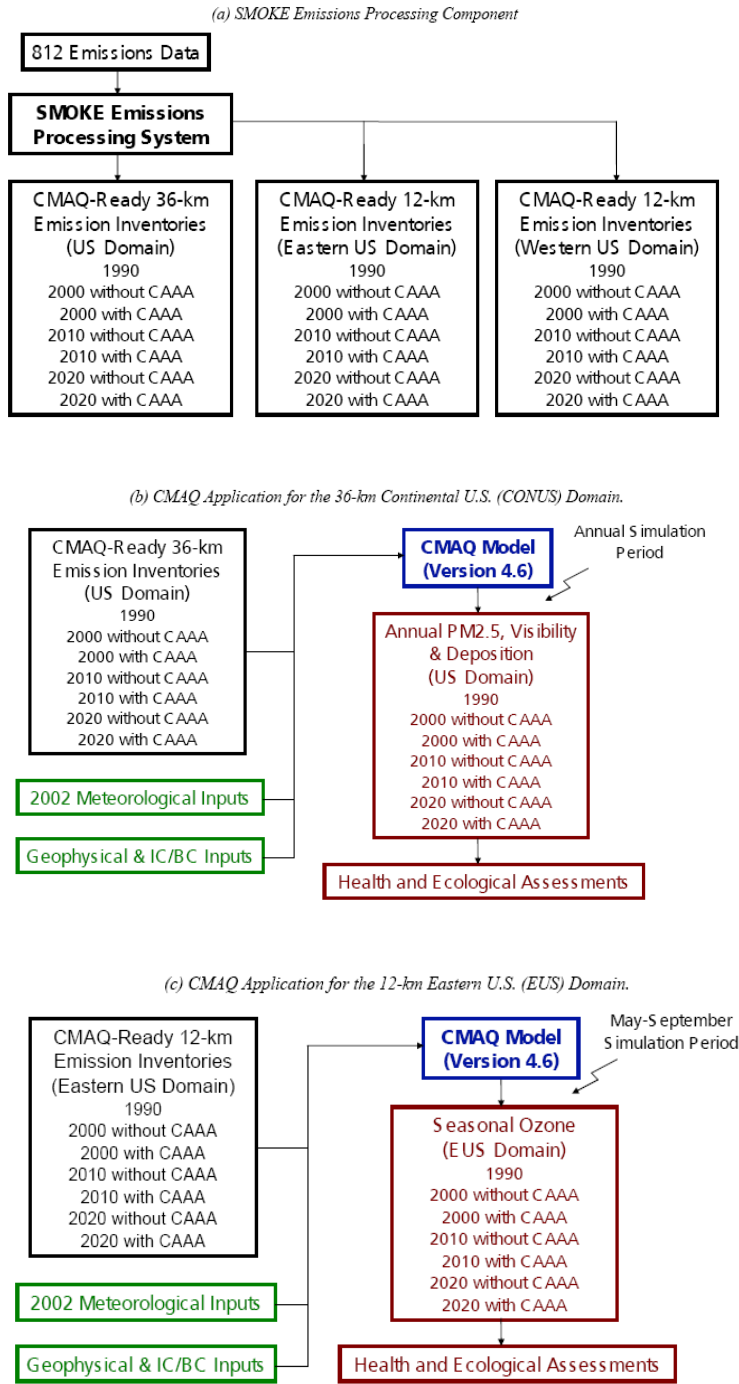 (a) SMOKE Emissions Processing Component
812 Emissions Data
SMOKE Emissions
Processing System
CMAQ-Ready 36-km
Emission Inventories
(US Domain)
1990
2000 without CAAA
2000 with CAAA
2010 without CAAA
2010 with CAAA
2020 without CAAA
2020 with CAAA
CMAQ-Ready 12-km
Emission Inventories
(Eastern US Domain)
1990
2000 without CAAA
2000 with CAAA
2010 without CAAA
2010 with CAAA
2020 without CAAA
2020 with CAAA
CMAQ-Ready 12-km
Emission Inventories
(Western US Domain)
1990
2000 without CAAA
2000 with CAAA
2010 without CAAA
2010 with CAAA
2020 without CAAA
2020 with CAAA
(b) CMAQ Application for the 36-km Continental U.S. (CONUS) Domain.
CMAQ-Ready 36-km
Emission Inventories
(US Domain)
1990
2000 without CAAA
2000 with CAAA
2010 without CAAA
2010 with CAAA
2020 without CAAA
2020 with CAAA
2002 Meteorological Inputs
Geophysical & IC/BC Inputs
CMAQ Model
(Version 4.6)
Annual Simulation
Period
Annual PM2.5, Visibility
& Deposition
(US Domain)
1990
2000 without CAAA
2000 with CAAA
2010 without CAAA
2010 with CAAA
2020 without CAAA
2020 with CAAA
Health and Ecological Assessments
(c) CMAQ Application for the 12-km Eastern U.S. (EUS) Domain.
CMAQ-Ready 12-km
Emission Inventories
(Eastern US Domain)
1990
2000 without CAAA
2000 with CAAA
2010 without CAAA
2010 with CAAA
2020 without CAAA
2020 with CAAA
2002 Meteorological Inputs
Geophysical & IC/BC Inputs
CMAQ Model
(Version 4.6)
May-September
Simulation Period
Seasonal Ozone
(EUS Domain)
1990
2000 without CAAA
2000 with CAAA
2010 without CAAA
2010 with CAAA
2020 without CAAA
2020 with CAAA
Health and Ecological Assessments